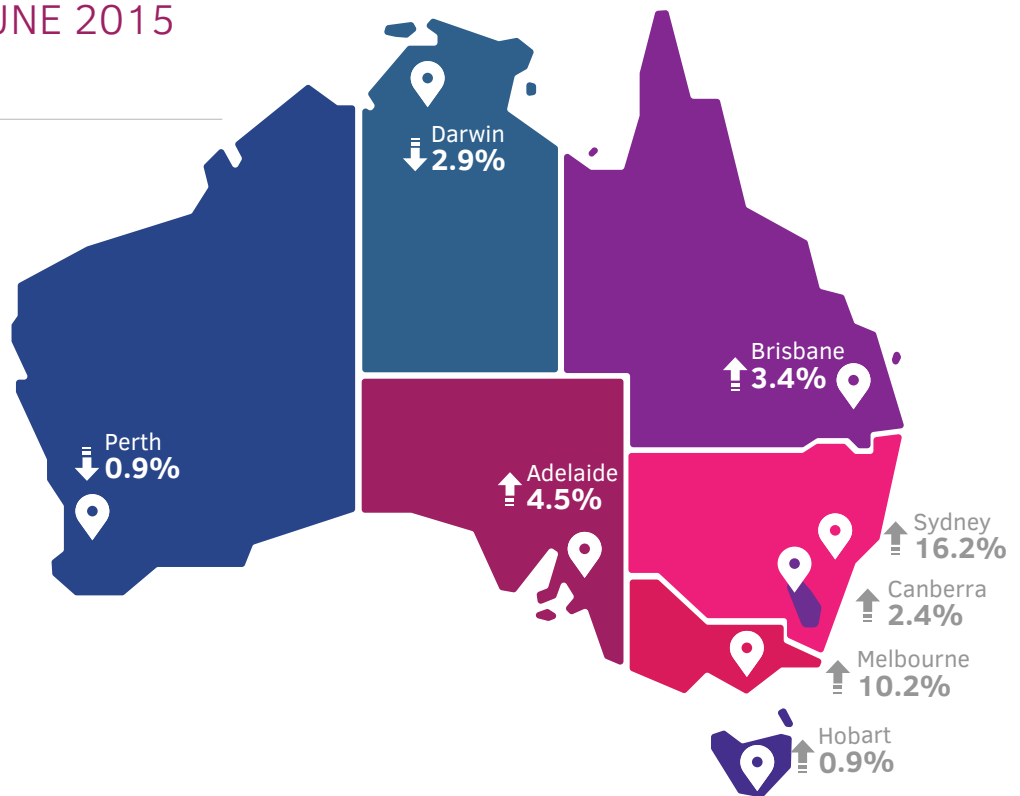 UNE 2015
Darwin
2.9%
Brisbane
3.4%
Perth
0.9%
Adelaide
4.5%
Sydney
16.2%
Canberra
2.4%
Melbourne
10.2%
Hobart
0.9%